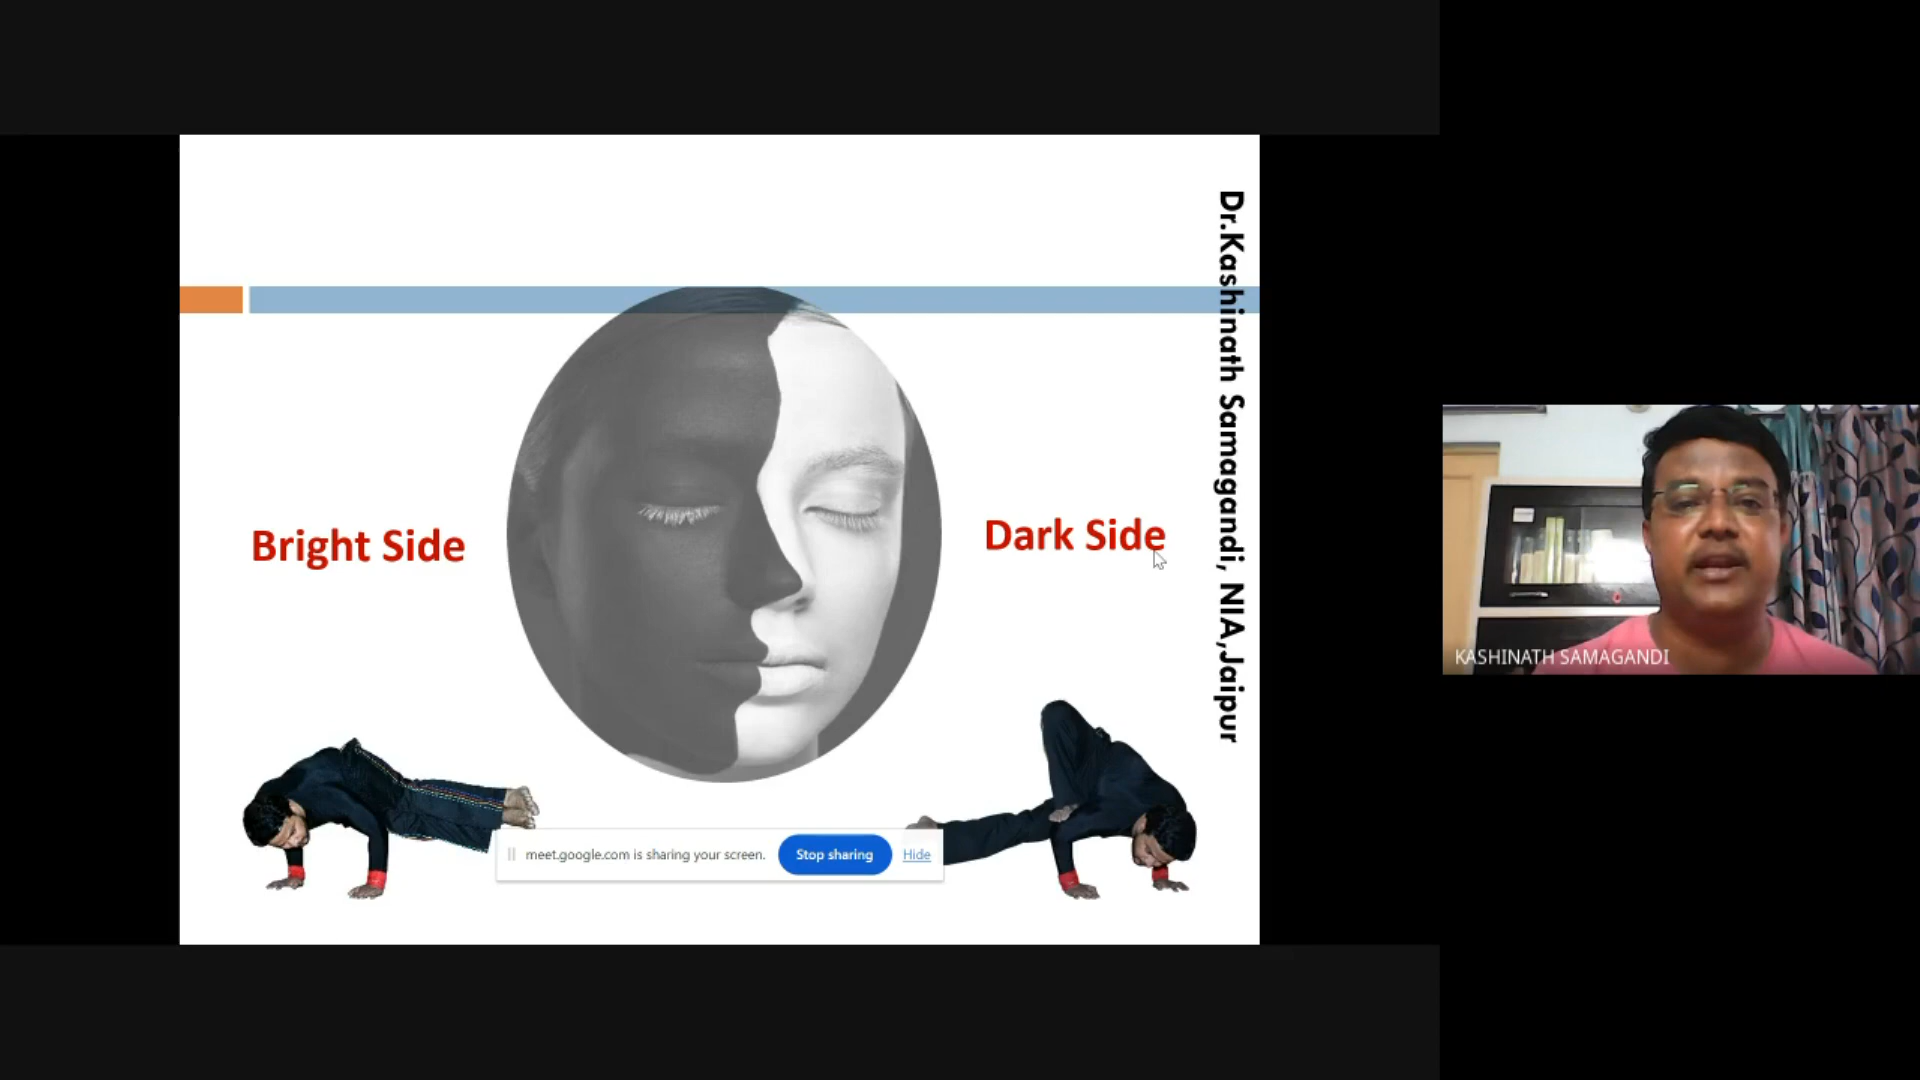 Dr.Kashinath Samagandi, NIA,Jaipur
Bright Side
Dark Side
meet.google.com is sharing your screen.
Stop sharing
Hide
KASHINATH SAMAGANDI